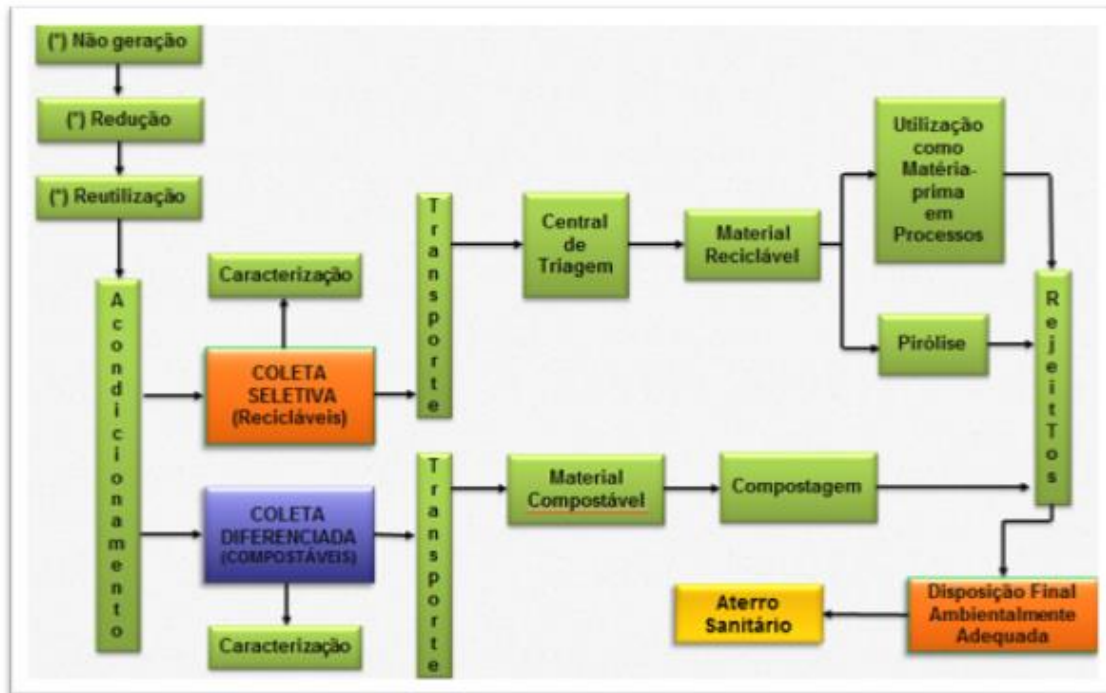 (*) Não geração
(*) Redução
(*) Reutilização
Acondicionamento
Caracterização
COLETA
SELETIVA
(Recicláveis)
COLETA
DIFERENCIADA
(COMPOSTÁVEIS)
Caracterização
Transporte
Transporte
Central
de
Triagem
Material
Reciclável
Utilização
como
Matéria-
prima
em
Processos
Pirólise
Material
Compostável
Compostagem
RejeitTos
Disposição Final
Ambientalmente
Adequada
Aterro
Sanitário